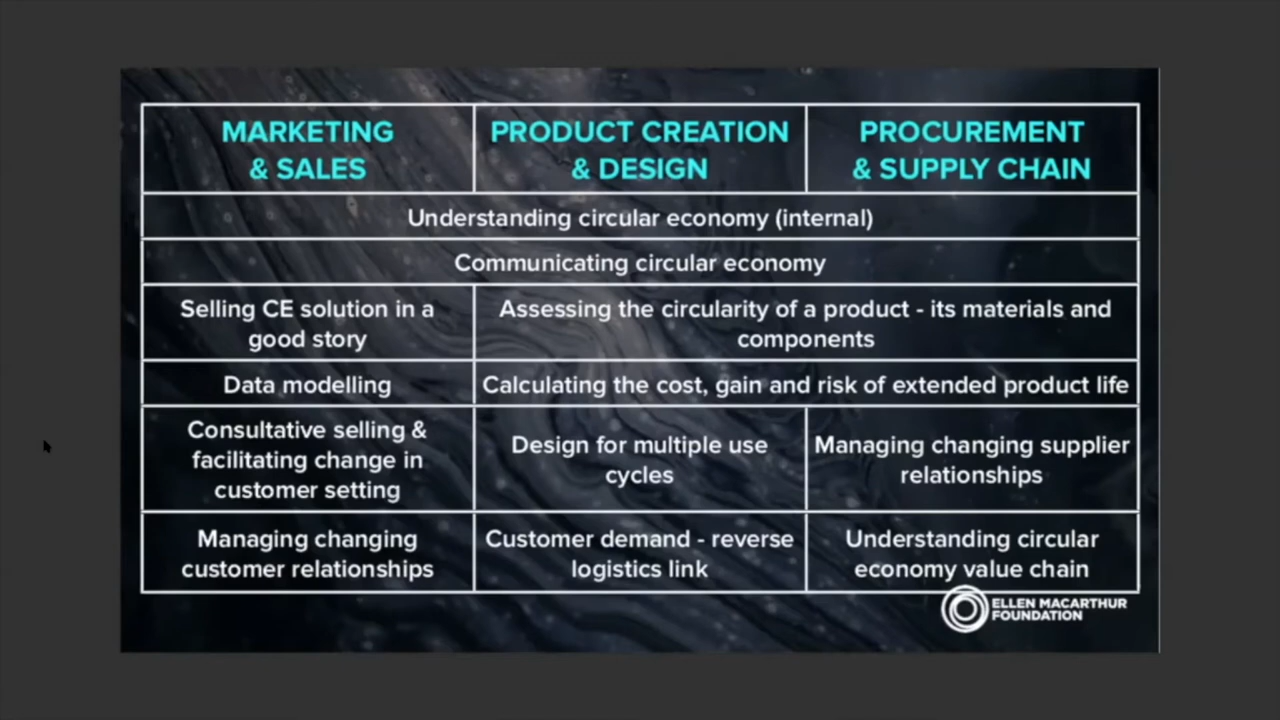 MARKETING
& SALES
PRODUCT CREATION
& DESIGN
PROCUREMENT
& SUPPLY CHAIN
Understanding circular economy (internal)
Communicating circular economy
Selling CE solution in a
good story
Assessing the circularity of a product - its materials and
components
Data modelling
Calculating the cost, gain and risk of extended product life
Consultative selling &
facilitating change in
customer setting
Design for multiple use
cycles
Managing changing supplier
relationships
Managing changing
customer relationships
Customer demand - reverse
logistics link
Understanding circular
economy value chain
ELLEN MACARTHUR
FOUNDATION